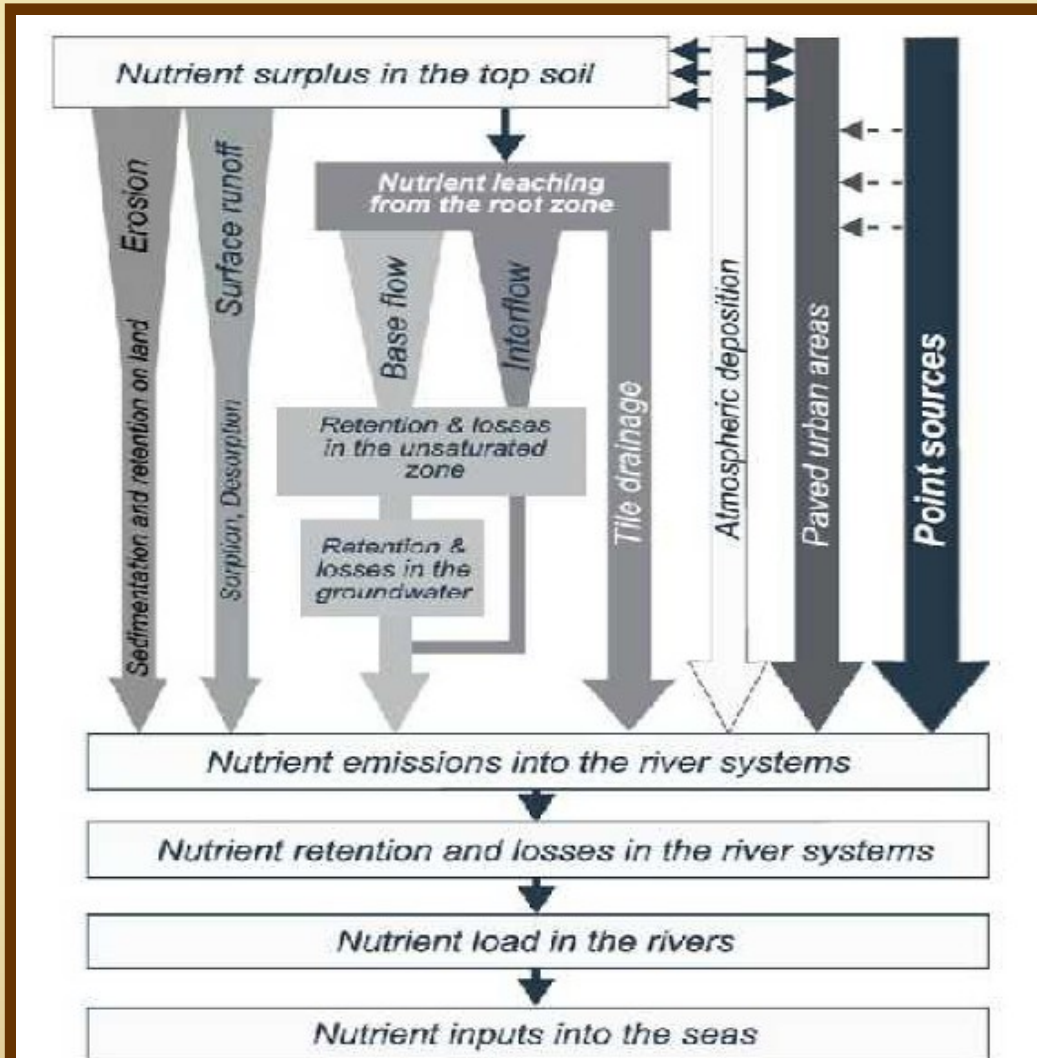 Nutrient surplus in the top soil
Erosion
Sedimentation and retention on land
Surface runoff
Sorption, Desorption
Nutrient leaching
from the root zone
Base flow
Interflow
Retention & losses
in the unsaturated
zone
Retention &
losses in the
groundwater
Tile drainage
Atmospheric deposition
Paved urban areas
Point sources
Nutrient emissions into the river systems
Nutrient retention and losses in the river systems
Nutrient load in the rivers
Nutrient inputs into the seas